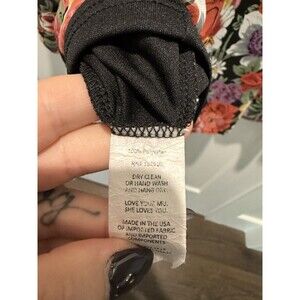 100% Polyester
DRY CLEAN
OR HAND WASH
AND HANG DRY.
LOVE YOUR MU.
SHE LOVES YOU.
MADE IN THE USA
OF IMPORTED FABRIC
AND IMPORTED
COMPONENTS